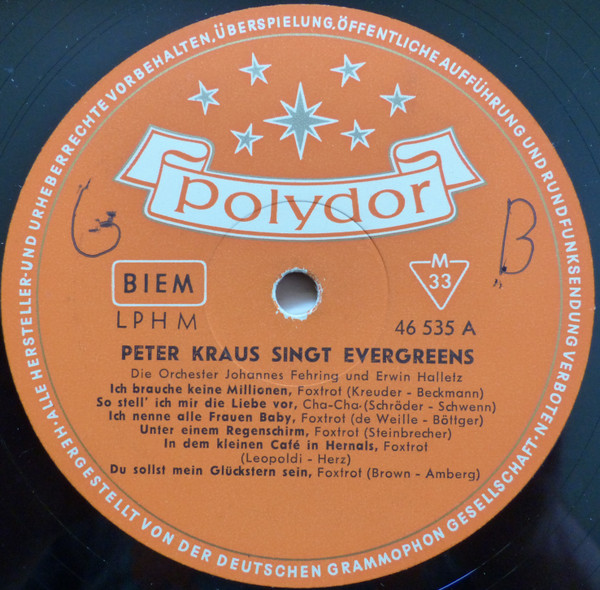 ALLE HERSTELLER- UND URHEBERRECHTE VORBEHALTEN, ÜBERSPIELUNG, ÖFFENTLICHE AUFFÜHRUNG UND RUNDFUNKSENDUNG VERBOTEN.
polydor
G
B
BIEM
M
33
LPHM
46 535 A
PETER KRAUS SINGT EVERGREENS
Die Orchester Johannes Fehring und Erwin Halletz
Ich brauche keine Millionen, Foxtrot (Kreuder - Beckmann)
So stell' ich mir die Liebe vor, Cha-Cha (Schröder - Schwenn)
Ich nenne alle Frauen Baby, Foxtrot (de Weille - Böttger)
Unter einem Regenschirm, Foxtrot (Steinbrecher)
In dem kleinen Café in Hernals, Foxtrot
(Leopoldi - Herz)
Du sollst mein Glückstern sein, Foxtrot (Brown - Amberg)
HERGESTELLT VON DER DEUTSCHEN GRAMMOPHON GESELLSCHAFT